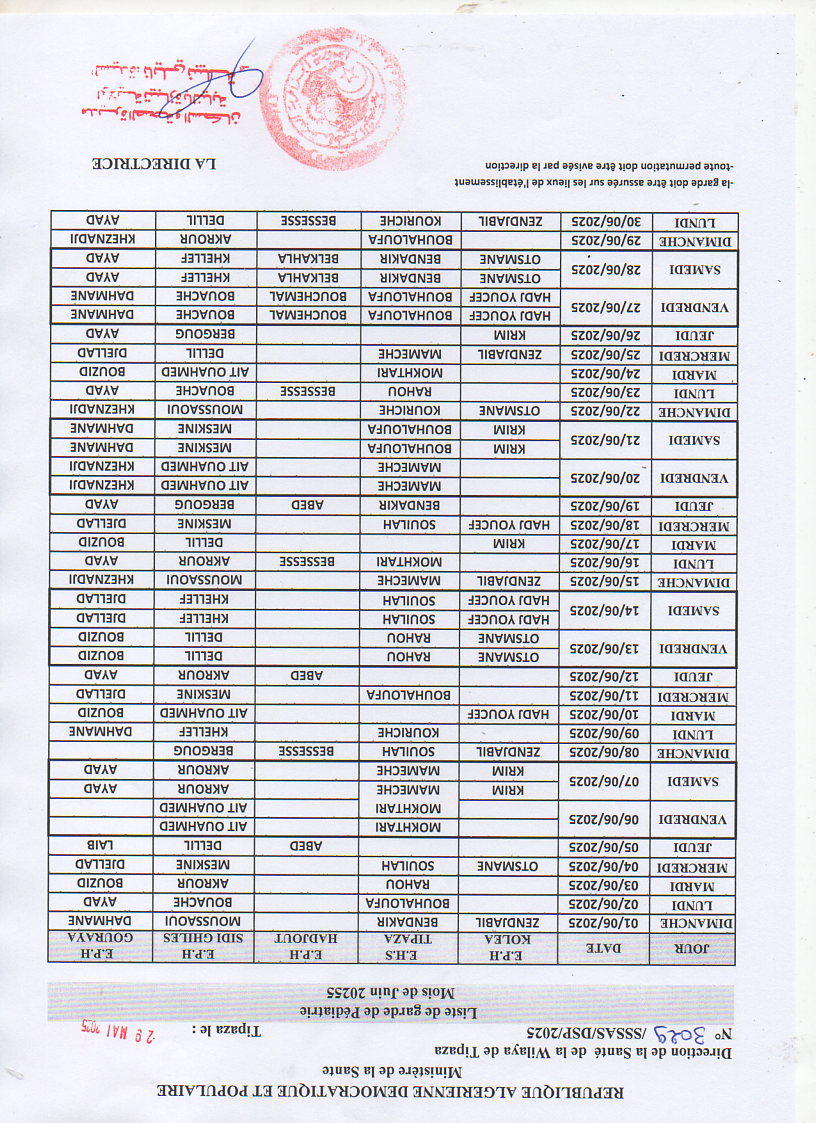 REPUBLIQUE ALGERIENNE DEMOCRATIQUE ET POPULAIRE
Ministère de la Sante
Direction de la Santé de la Wilaya de Tipaza
N° 3029 /SSSAS/DSP/2025 Tipaza le : 29 MAI 2025
Liste de garde de Pédiatrie
Mois de Juin 20255
JOUR DATE E.P.H KOLEA E.H.S TIPAZA E.P.H HADJOUT E.P.H SIDI GHILES E.P.H GOURAYA
DIMANCHE 01/06/2025 ZENDJABIL BENDAKIR MOUSSAOUI DAHMANE
LUNDI 02/06/2025 BOUHALOUFA BOUACHE AYAD
MARDI 03/06/2025 RAHOU AKROUR BOUZID
MERCREDI 04/06/2025 OTSMANE SOUILAH MESKINE DJELLAD
JEUDI 05/06/2025 ABED DELLIL LAIB
VENDREDI 06/06/2025 MOKHTARI AIT OUAHMED
MOKHTARI AIT OUAHMED
SAMEDI 07/06/2025 KRIM MAMECHE AKROUR AYAD
KRIM MAMECHE AKROUR AYAD
DIMANCHE 08/06/2025 ZENDJABIL SOUILAH BESSESSE BERGOUG
LUNDI 09/06/2025 KOURICHE KHELLEF DAHMANE
MARDI 10/06/2025 HADJ YOUCEF AIT OUAHMED BOUZID
MERCREDI 11/06/2025 BOUHALOUFA MESKINE DJELLAD
JEUDI 12/06/2025 ABED AKROUR AYAD
VENDREDI 13/06/2025 OTSMANE RAHOU DELLIL BOUZID
OTSMANE RAHOU DELLIL BOUZID
SAMEDI 14/06/2025 HADJ YOUCEF SOUILAH KHELLEF DJELLAD
HADJ YOUCEF SOUILAH KHELLEF DJELLAD
DIMANCHE 15/06/2025 ZENDJABIL MAMECHE MOUSSAOUI KHEZNADJI
LUNDI 16/06/2025 MOKHTARI BESSESSE AKROUR AYAD
MARDI 17/06/2025 KRIM DELLIL BOUZID
MERCREDI 18/06/2025 HADJ YOUCEF SOUILAH MESKINE DJELLAD
JEUDI 19/06/2025 BENDAKIR ABED BERGOUG AYAD
VENDREDI 20/06/2025 MAMECHE AIT OUAHMED KHEZNADJI
MAMECHE AIT OUAHMED KHEZNADJI
SAMEDI 21/06/2025 KRIM BOUHALOUFA MESKINE DAHMANE
KRIM BOUHALOUFA MESKINE DAHMANE
DIMANCHE 22/06/2025 OTSMANE KOURICHE MOUSSAOUI KHEZNADJI
LUNDI 23/06/2025 RAHOU BESSESSE BOUACHE AYAD
MARDI 24/06/2025 MOKHTARI AIT OUAHMED BOUZID
MERCREDI 25/06/2025 ZENDJABIL MAMECHE DELLIL DJELLAD
JEUDI 26/06/2025 KRIM BERGOUG AYAD
VENDREDI 27/06/2025 HADJ YOUCEF BOUHALOUFA BOUCHEMAL BOUACHE DAHMANE
HADJ YOUCEF BOUHALOUFA BOUCHEMAL BOUACHE DAHMANE
SAMEDI 28/06/2025 OTSMANE BENDAKIR BELKAHLA KHELLEF AYAD
OTSMANE BENDAKIR BELKAHLA KHELLEF AYAD
DIMANCHE 29/06/2025 BOUHALOUFA AKROUR KHEZNADJI
LUNDI 30/06/2025 ZENDJABIL KOURICHE BESSESSE DELLIL AYAD
-la garde doit être assurée sur les lieux de l'établissement
-toute permutation doit être avisée par la direction
LA DIRECTRICE
مديرة الصحة و السكان
لولاية تيبازة بالنيابة
السيدة: نايلي نبيلة